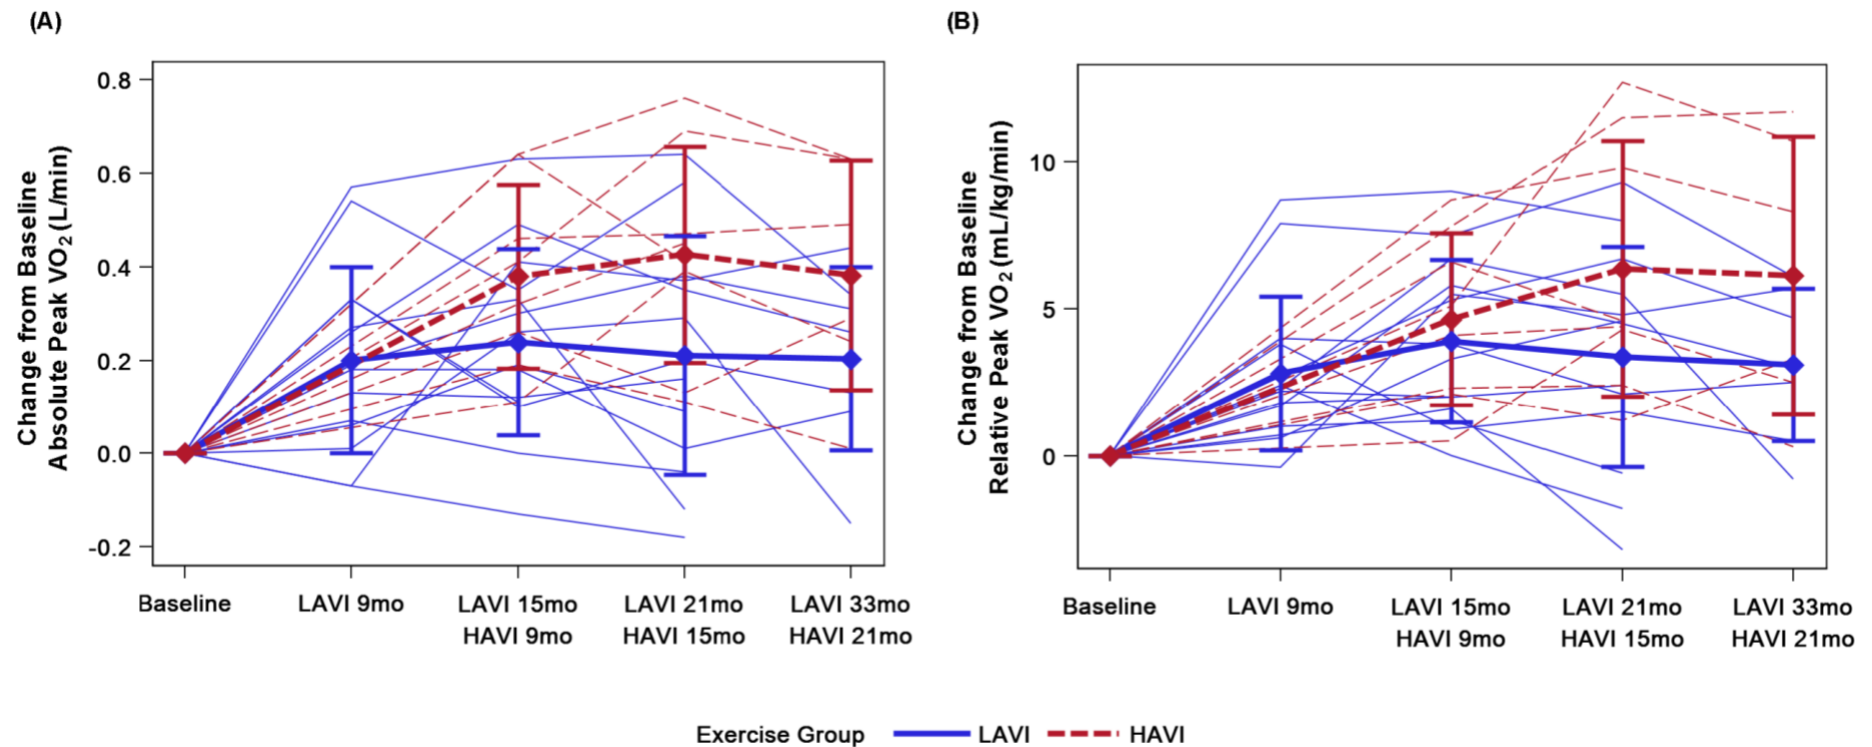 (A)
Change from Baseline
Absolute Peak VO2 (L/min)
0.8
0.6
0.4
0.2
0.0
-0.2
Baseline
LAVI 9mo
LAVI 15mo
HAVI 9mo
LAVI 21mo
HAVI 15mo
LAVI 33mo
HAVI 21mo
(B)
Change from Baseline
Relative Peak VO2 (mL/kg/min)
10
5
0
Baseline
LAVI 9mo
LAVI 15mo
HAVI 9mo
LAVI 21mo
HAVI 15mo
LAVI 33mo
HAVI 21mo
Exercise Group LAVI HAVI